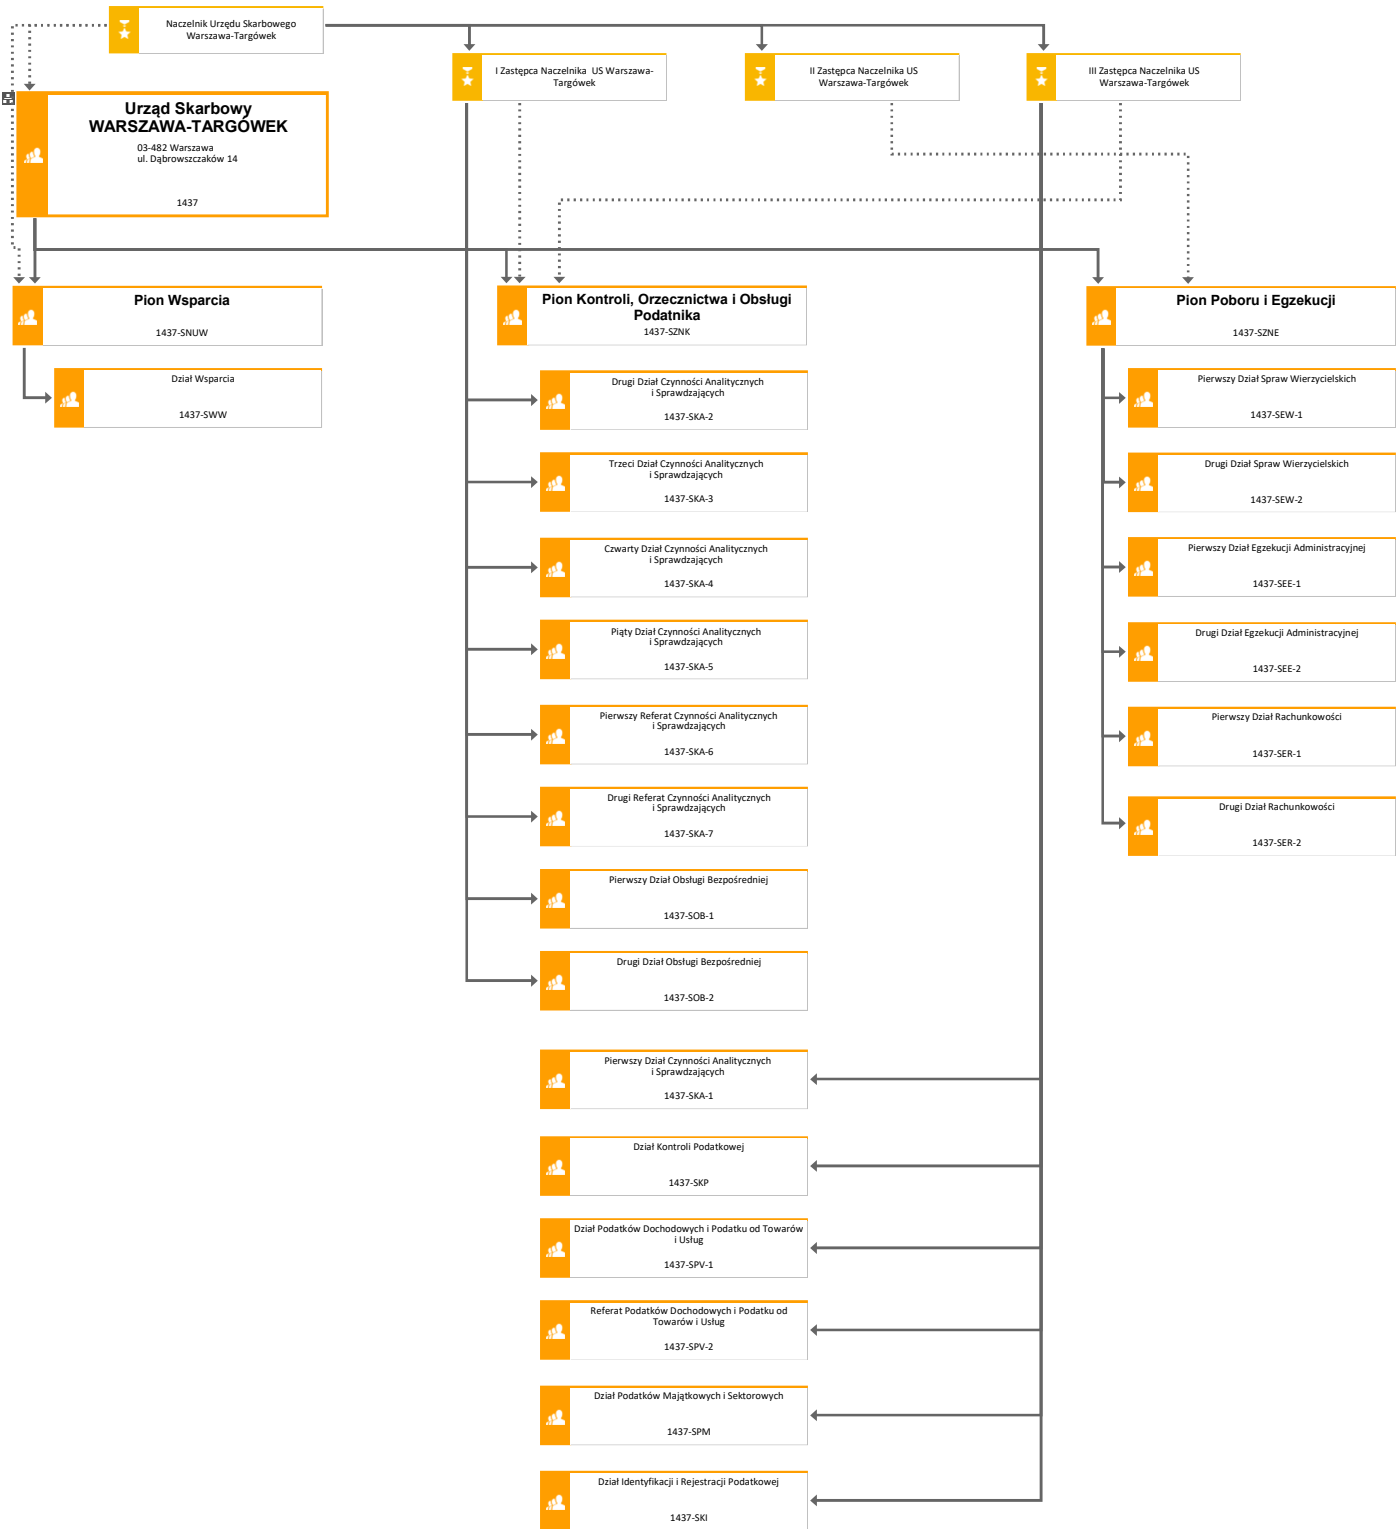 Naczelnik Urzędu Skarbowego
Warszawa-Targówek
I Zastępca Naczelnika US Warszawa-
Targówek
II Zastępca Naczelnika US
Warszawa-Targówek
III Zastępca Naczelnika US
Warszawa-Targówek
Urząd Skarbowy
WARSZAWA-TARGÓWEK
03-482 Warszawa
ul. Dąbrowszczaków 14
1437
Pion Wsparcia
1437-SNUW
Dział Wsparcia
1437-SWW
Pion Kontroli, Orzecznictwa i Obsługi
Podatnika
1437-SZNK
Drugi Dział Czynności Analitycznych
i Sprawdzających
1437-SKA-2
Trzeci Dział Czynności Analitycznych
i Sprawdzających
1437-SKA-3
Czwarty Dział Czynności Analitycznych
i Sprawdzających
1437-SKA-4
Piąty Dział Czynności Analitycznych
i Sprawdzających
1437-SKA-5
Pierwszy Referat Czynności Analitycznych
i Sprawdzających
1437-SKA-6
Drugi Referat Czynności Analitycznych
i Sprawdzających
1437-SKA-7
Pierwszy Dział Obsługi Bezpośredniej
1437-SOB-1
Drugi Dział Obsługi Bezpośredniej
1437-SOB-2
Pierwszy Dział Czynności Analitycznych
i Sprawdzających
1437-SKA-1
Dział Kontroli Podatkowej
1437-SKP
Dział Podatków Dochodowych i Podatku od Towarów
i Usług
1437-SPV-1
Referat Podatków Dochodowych i Podatku od
Towarów i Usług
1437-SPV-2
Dział Podatków Majątkowych i Sektorowych
1437-SPM
Dział Identyfikacji i Rejestracji Podatkowej
1437-SKI
Pion Poboru i Egzekucji
1437-SZNE
Pierwszy Dział Spraw Wierzycielskich
1437-SEW-1
Drugi Dział Spraw Wierzycielskich
1437-SEW-2
Pierwszy Dział Egzekucji Administracyjnej
1437-SEE-1
Drugi Dział Egzekucji Administracyjnej
1437-SEE-2
Pierwszy Dział Rachunkowości
1437-SER-1
Drugi Dział Rachunkowości
1437-SER-2